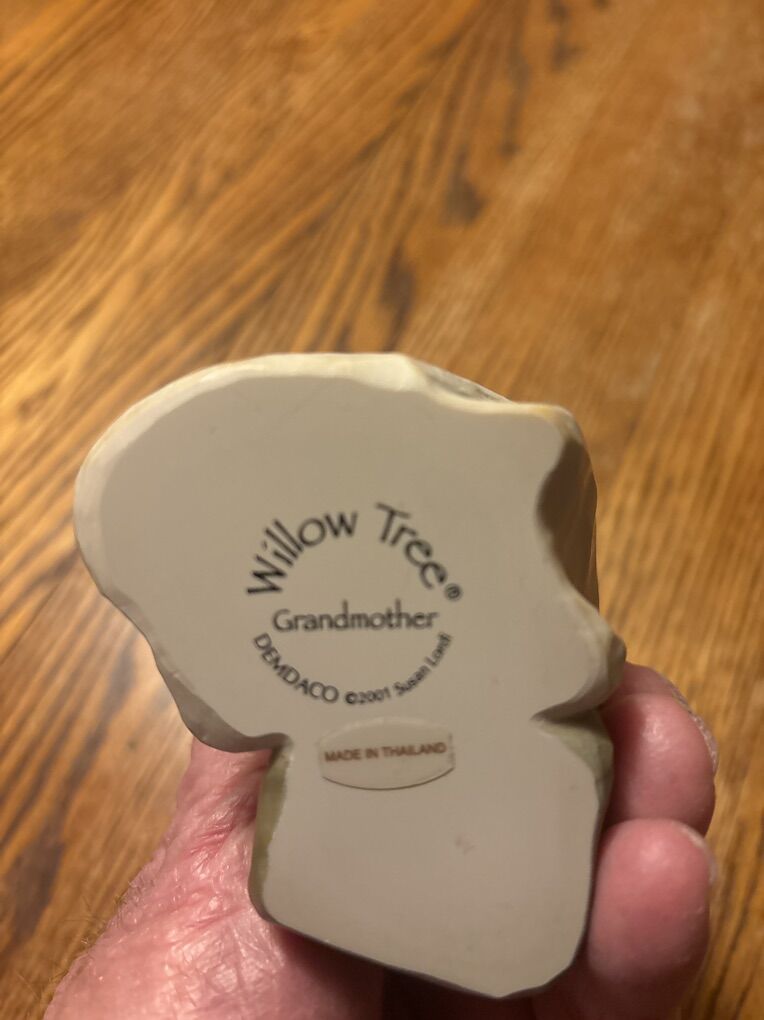 Willow Tree®
Grandmother
DEMDACO ©2001 Susan Lordi
MADE IN THAILAND